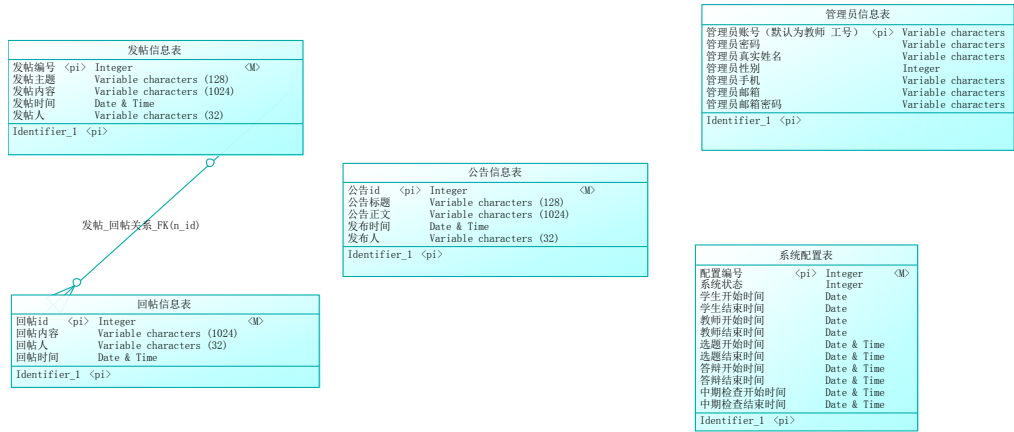 发帖信息表
发帖编号 <pi> Integer <M>
发帖主题 Variable characters (128)
发帖内容 Variable characters (1024)
发帖时间 Date & Time
发帖人 Variable characters (32)
Identifier_1 <pi>
发帖_回帖关系_FK(n_id)
回帖信息表
回帖id <pi> Integer <M>
回帖内容 Variable characters (1024)
回帖人 Variable characters (32)
回帖时间 Date & Time
Identifier_1 <pi>
公告信息表
公告id <pi> Integer <M>
公告标题 Variable characters (128)
公告正文 Variable characters (1024)
发布时间 Date & Time
发布人 Variable characters (32)
Identifier_1 <pi>
管理员信息表
管理员账号（默认为教师 工号） <pi> Variable characters
管理员密码 Variable characters
管理员真实姓名 Variable characters
管理员性别 Integer
管理员手机 Variable characters
管理员邮箱 Variable characters
管理员邮箱密码 Variable characters
Identifier_1 <pi>
系统配置表
配置编号 <pi> Integer <M>
系统状态 Integer
学生开始时间 Date
学生结束时间 Date
教师开始时间 Date
教师结束时间 Date
选题开始时间 Date & Time
选题结束时间 Date & Time
答辩开始时间 Date & Time
答辩结束时间 Date & Time
中期检查开始时间 Date & Time
中期检查结束时间 Date & Time
Identifier_1 <pi>